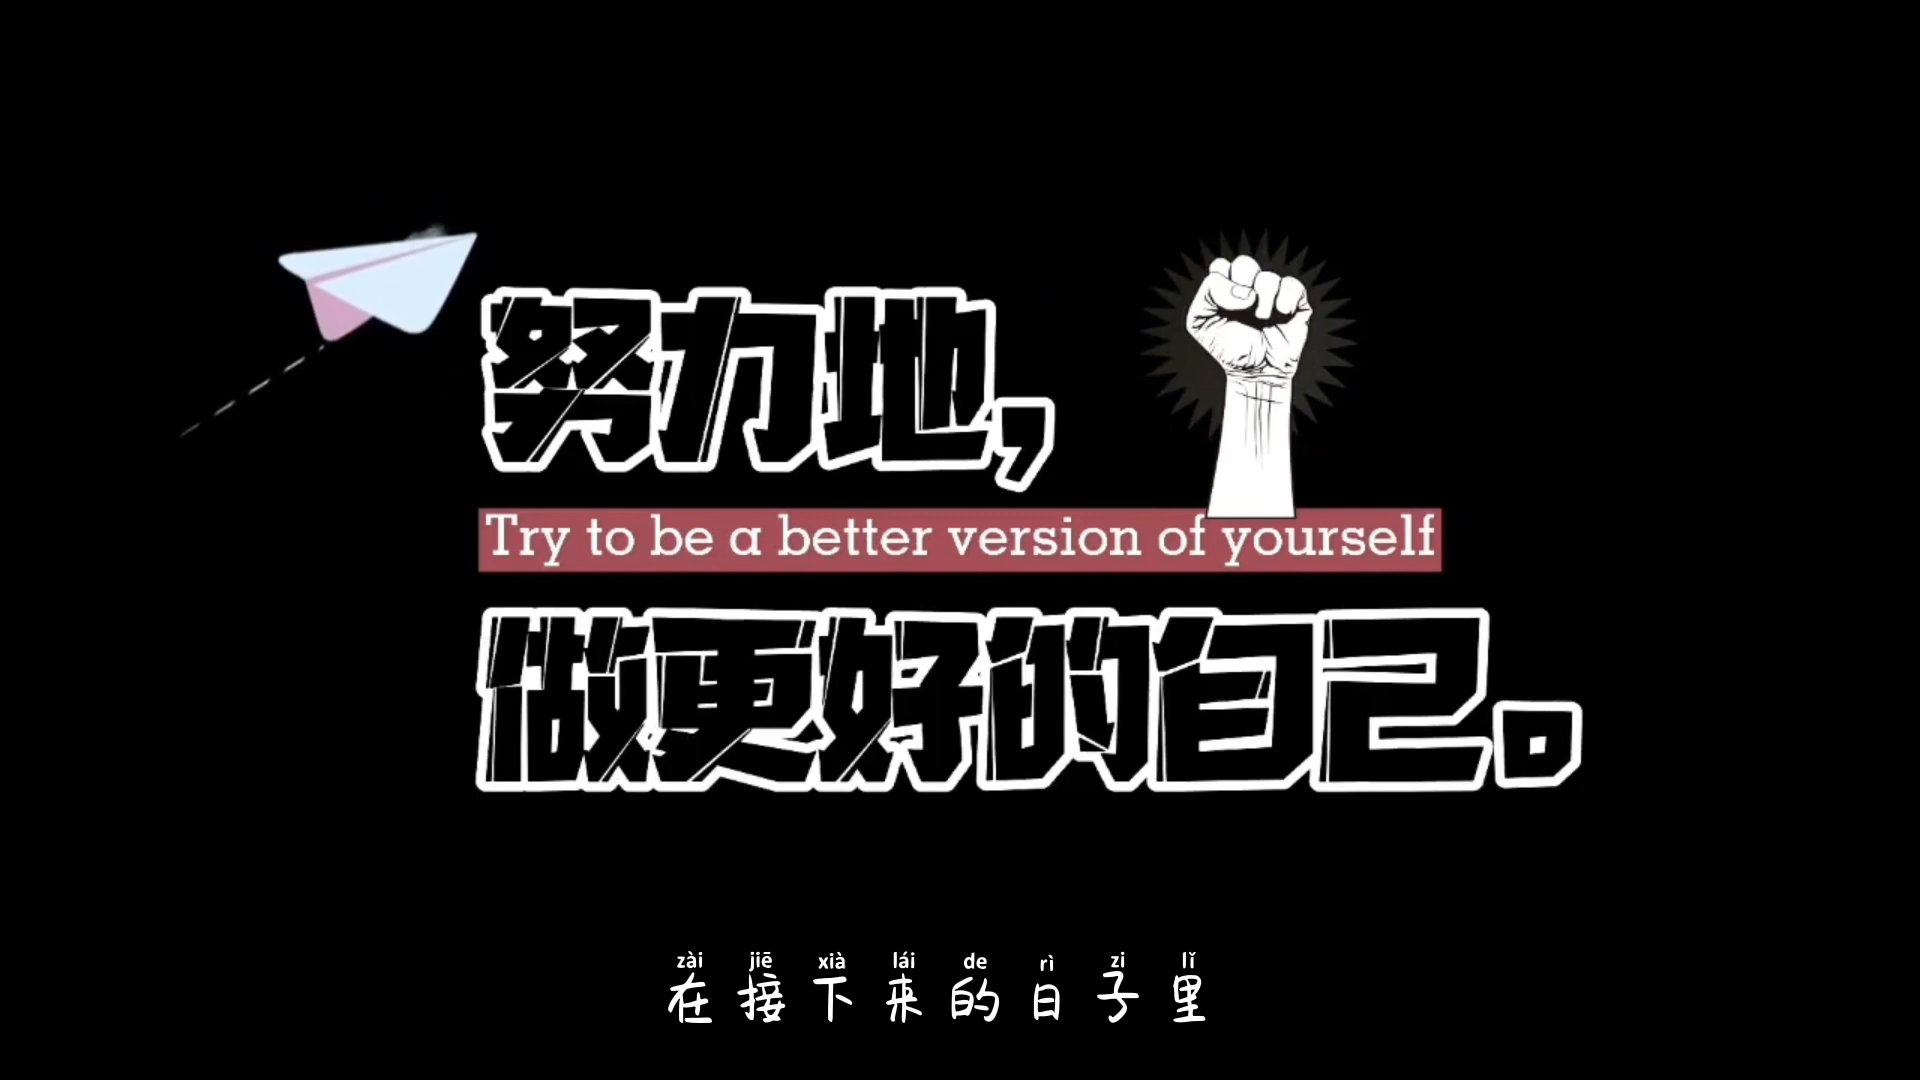 努力地,
Try to be a better version of yourself
做更好的自己。
zài jiē xià lái de rì zi lǐ
在接下来的日子里